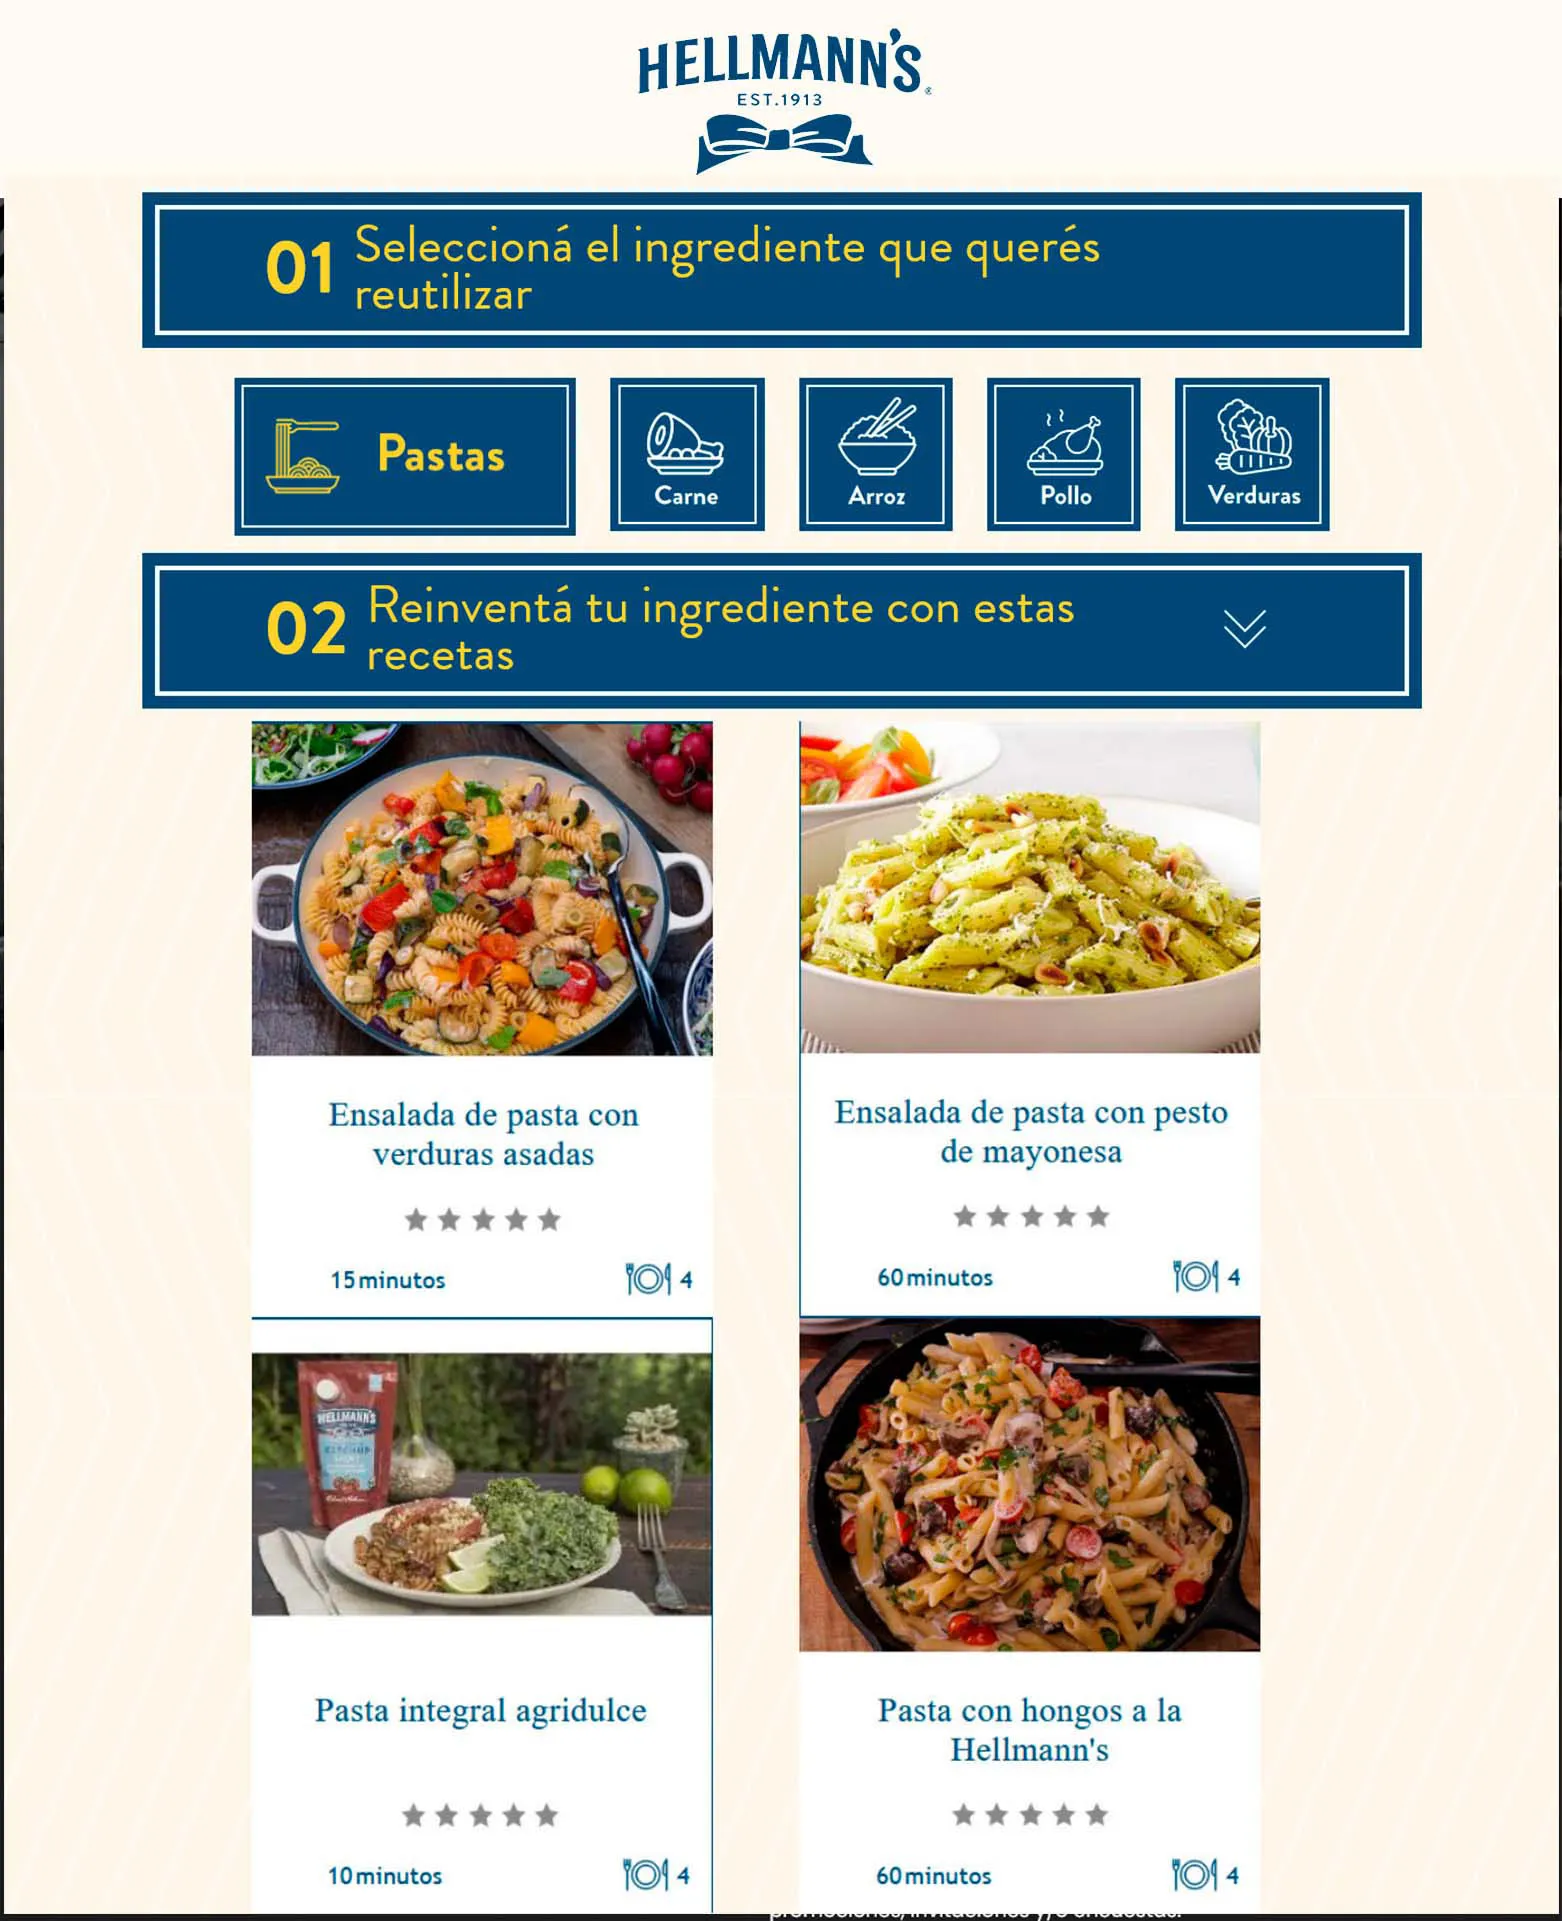 HELLMANN'S
EST.1913
01 Seleccioná el ingrediente que querés
reutilizar
Pastas
Carne
Arroz
Pollo
Verduras
02 Reinventá tu ingrediente con estas
recetas
Ensalada de pasta con
verduras asadas
15 minutos
4
Ensalada de pasta con pesto
de mayonesa
60 minutos
4
HELLMANN'S
KETCHUP
Pasta integral agridulce
10 minutos
4
Pasta con hongos a la
Hellmann's
60 minutos
4